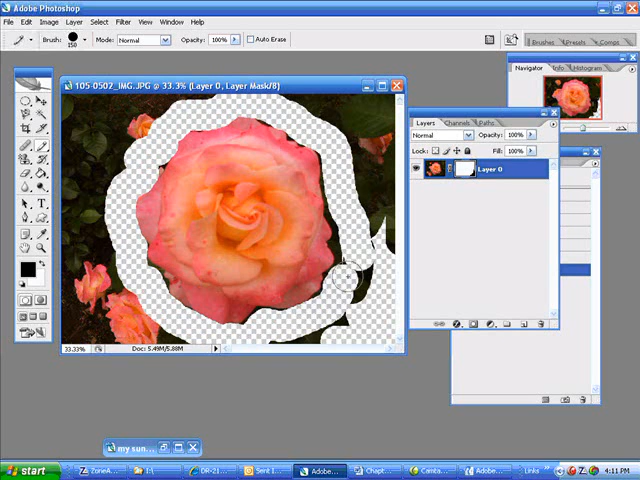 Adobe Photoshop
File Edit Image Layer Select Filter View Window Help
Brush: 150 Mode: Normal Opacity: 100% Auto Erase
Brushes Presets Comps
105-0502_IMG.JPG @ 33.3% (Layer 0, Layer Mask/8)
Navigator Info Histogram
Layers Channels Paths
Normal Opacity: 100%
Lock: Fill: 100%
Layer 0
33.33% Doc: 5.49M/5.88M
my sun...
start ZorieA... I:\ DR-21... Sent I... Adobe... Chapt... Camta... Adobe... Links 4:11 PM